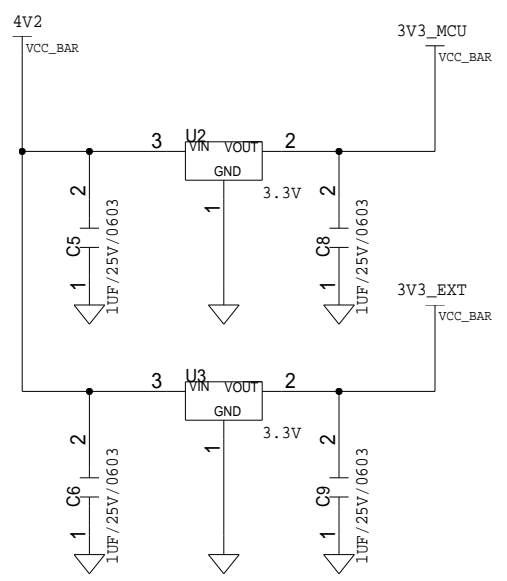 4V2
VCC_BAR
3V3_MCU
VCC_BAR
3
U2
VIN VOUT
GND
2
3.3V
1
2
C5
1
1UF/25V/0603
2
C8
1
1UF/25V/0603
3V3_EXT
VCC_BAR
3
U3
VIN VOUT
GND
2
3.3V
1
2
C6
1
1UF/25V/0603
2
C9
1
1UF/25V/0603